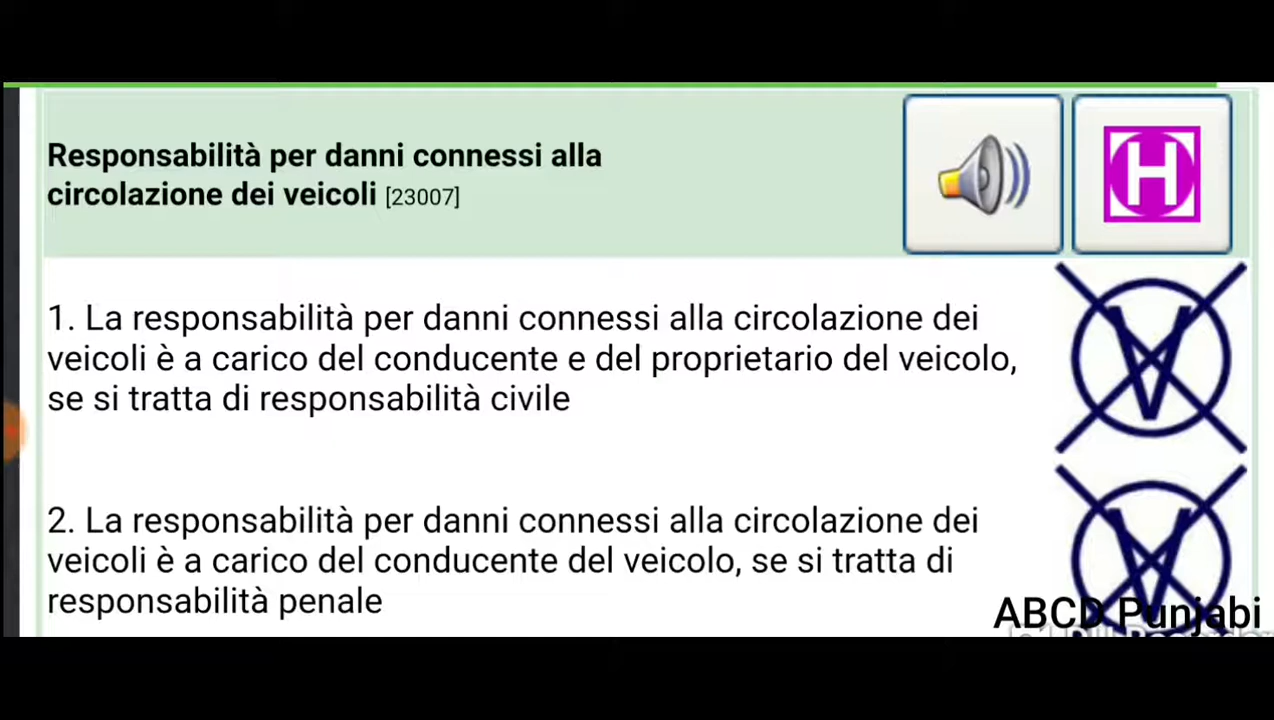 Responsabilità per danni connessi alla
circolazione dei veicoli [23007]
H
1. La responsabilità per danni connessi alla circolazione dei
veicoli è a carico del conducente e del proprietario del veicolo,
se si tratta di responsabilità civile
V
2. La responsabilità per danni connessi alla circolazione dei
veicoli è a carico del conducente del veicolo, se si tratta di
responsabilità penale
V
ABCD Punjabi